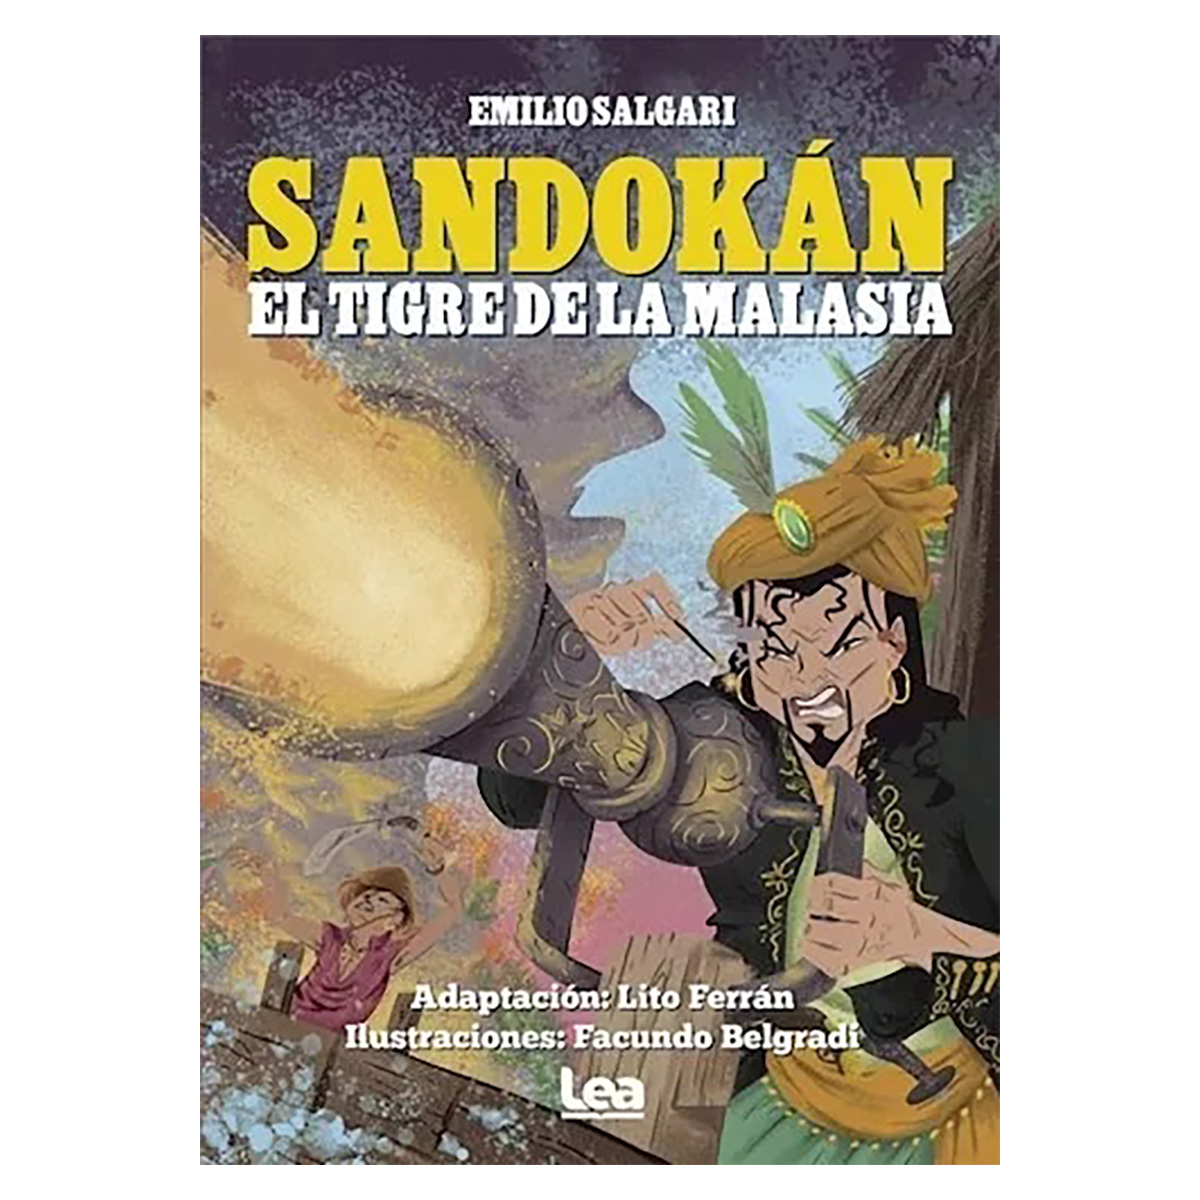 EMILIO SALGARI
SANDOKÁN
EL TIGRE DE LA MALASIA
Adaptación: Lito Ferrán
Ilustraciones: Facundo Belgradi
Lea